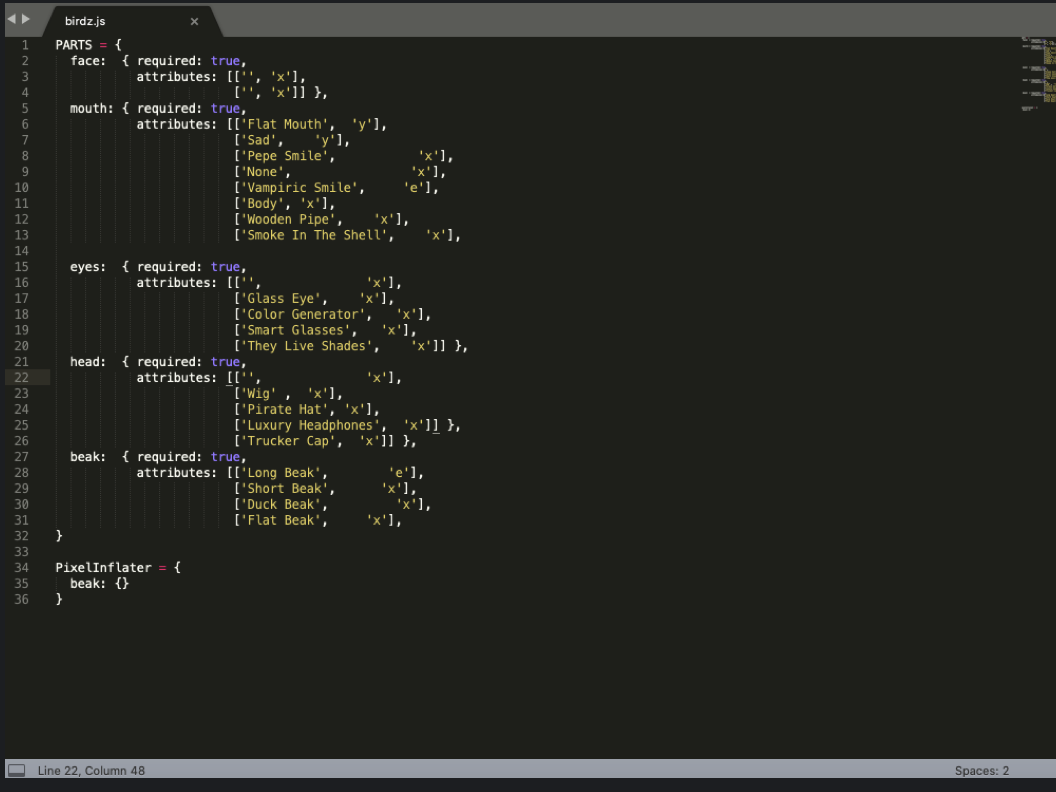 birdz.js ×
1 PARTS = {
2   face:  { required: true,
3            attributes: [['', 'x'],
4                         ['', 'x']] },
5   mouth: { required: true,
6            attributes: [['Flat Mouth',  'y'],
7                         ['Sad',    'y'],
8                         ['Pepe Smile',           'x'],
9                         ['None',                'x'],
10                         ['Vampiric Smile',     'e'],
11                         ['Body', 'x'],
12                         ['Wooden Pipe',    'x'],
13                         ['Smoke In The Shell',    'x'],
14
15   eyes:  { required: true,
16            attributes: [['',              'x'],
17                         ['Glass Eye',    'x'],
18                         ['Color Generator',   'x'],
19                         ['Smart Glasses',   'x'],
20                         ['They Live Shades',    'x']] },
21   head:  { required: true,
22            attributes: [['',              'x'],
23                         ['Wig' ,  'x'],
24                         ['Pirate Hat', 'x'],
25                         ['Luxury Headphones',  'x']] },
26                         ['Trucker Cap',  'x']] },
27   beak:  { required: true,
28            attributes: [['Long Beak',        'e'],
29                         ['Short Beak',      'x'],
30                         ['Duck Beak',         'x'],
31                         ['Flat Beak',     'x'],
32 }
33
34 PixelInflater = {
35   beak: {}
36 }
Line 22, Column 48
Spaces: 2